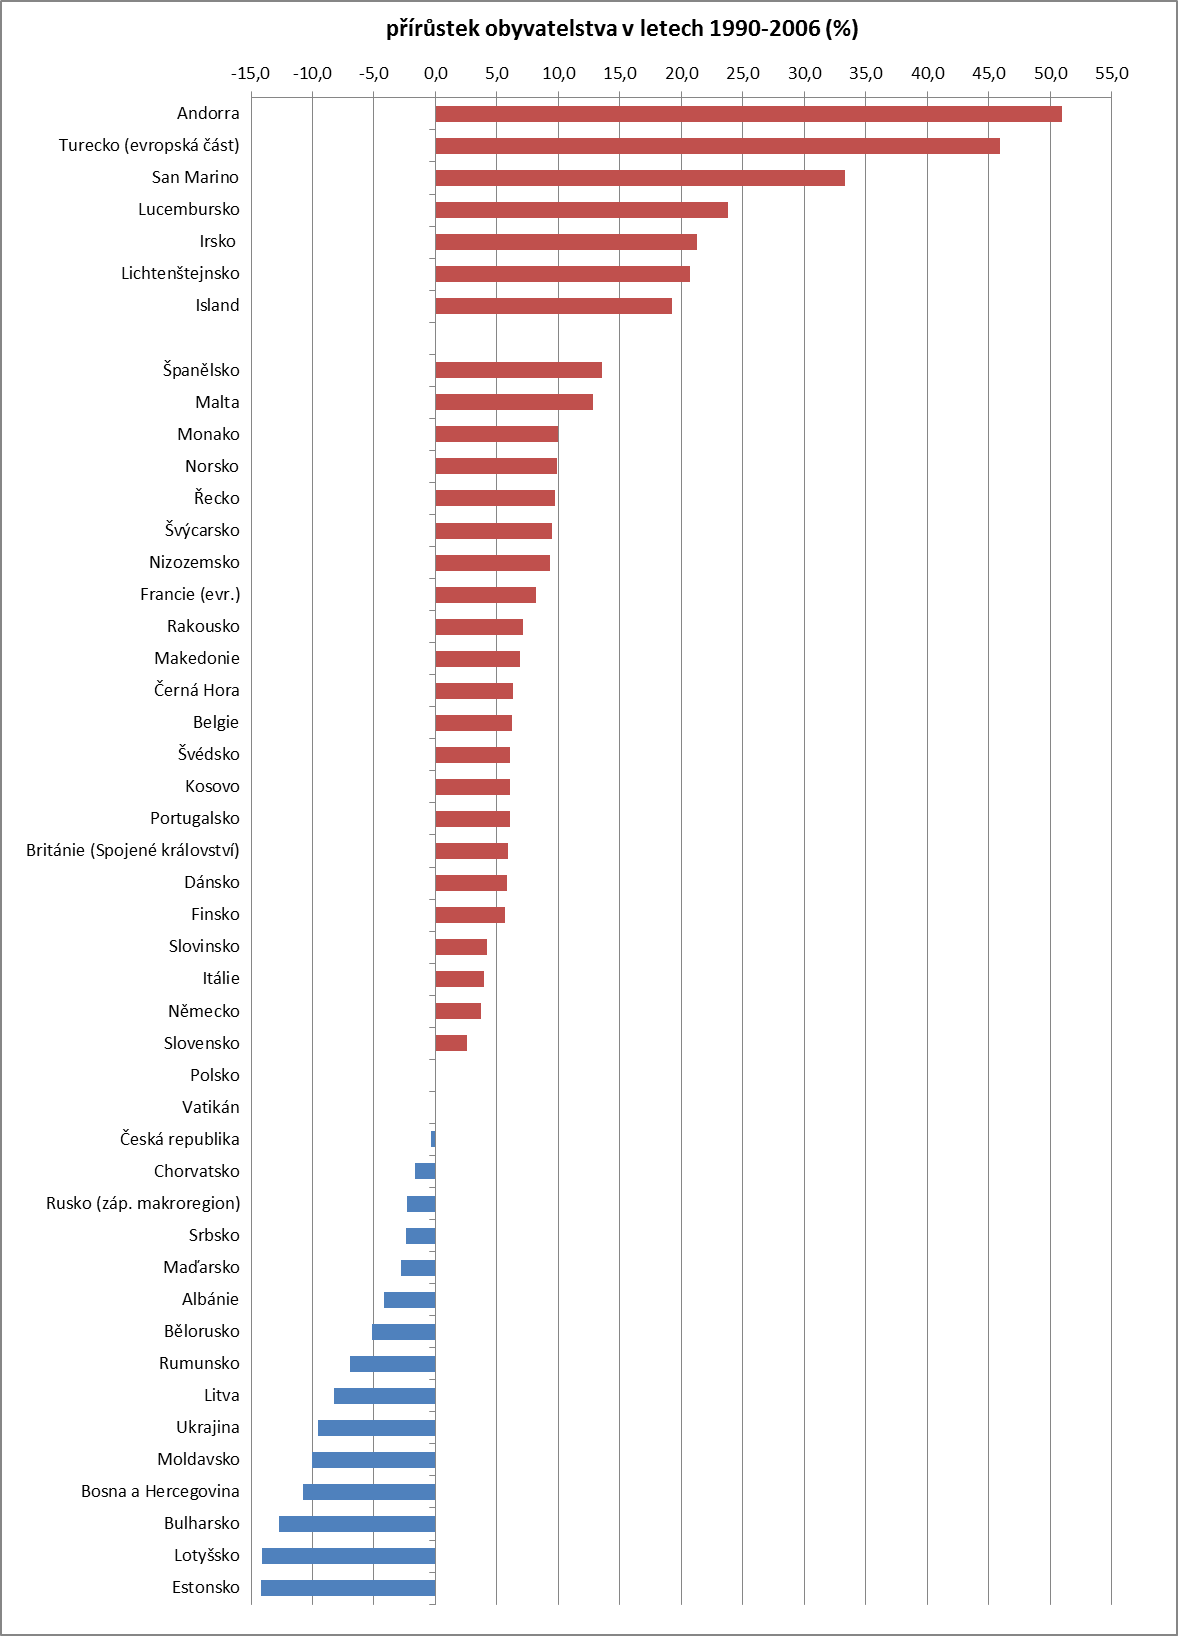 přírůstek obyvatelstva v letech 1990-2006 (%)
-15,0 -10,0 -5,0 0,0 5,0 10,0 15,0 20,0 25,0 30,0 35,0 40,0 45,0 50,0 55,0
Andorra
Turecko (evropská část)
San Marino
Lucembursko
Irsko
Lichtenštejnsko
Island
Španělsko
Malta
Monako
Norsko
Řecko
Švýcarsko
Nizozemsko
Francie (evr.)
Rakousko
Makedonie
Černá Hora
Belgie
Švédsko
Kosovo
Portugalsko
Británie (Spojené království)
Dánsko
Finsko
Slovinsko
Itálie
Německo
Slovensko
Polsko
Vatikán
Česká republika
Chorvatsko
Rusko (záp. makroregion)
Srbsko
Maďarsko
Albánie
Bělorusko
Rumunsko
Litva
Ukrajina
Moldavsko
Bosna a Hercegovina
Bulharsko
Lotyšsko
Estonsko